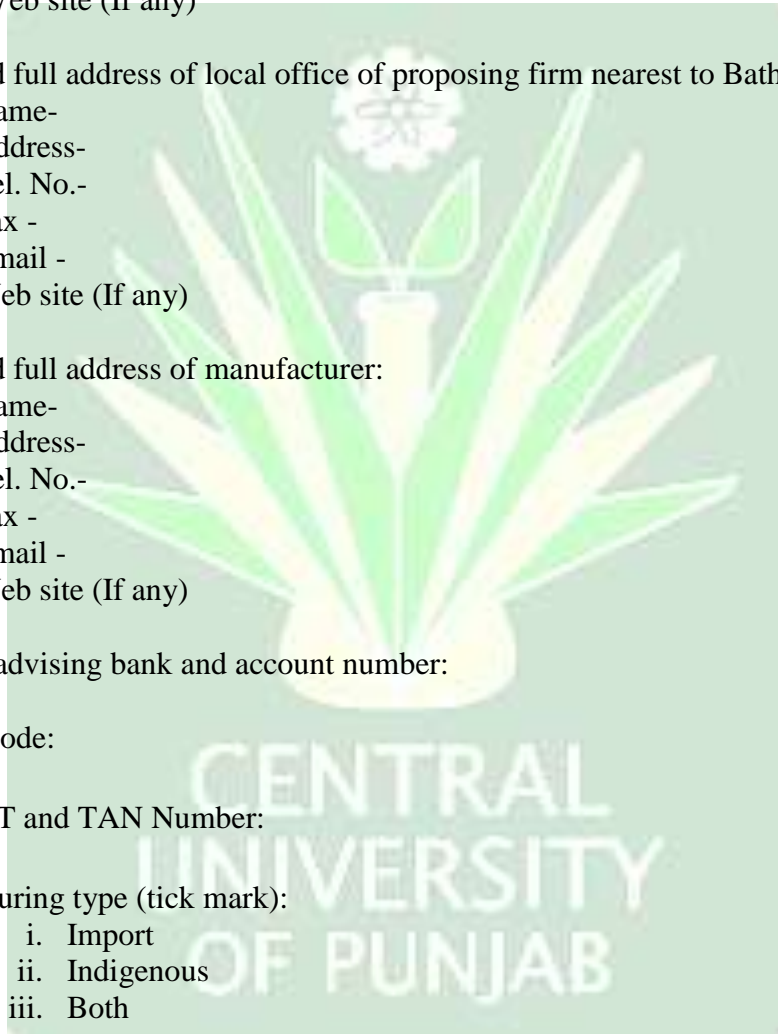 Web site (If any)
d full address of local office of proposing firm nearest to Bath
ame-
ddress-
el. No.-
ax -
mail -
eb site (If any)
d full address of manufacturer:
ame-
ddress-
el. No.-
ax -
mail -
eb site (If any)
advising bank and account number:
ode:
T and TAN Number:
uring type (tick mark):
i. Import
ii. Indigenous
iii. Both
CENTRAL
UNIVERSITY
OF PUNJAB